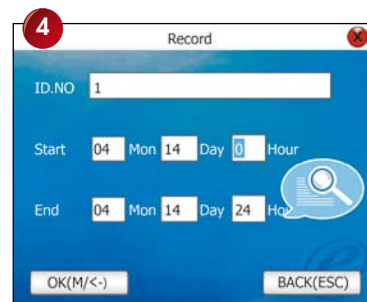 4
Record
ID.NO 1
Start 04 Mon 14 Day 0 Hour
End 04 Mon 14 Day 24 Ho
OK(M/<-) BACK(ESC)